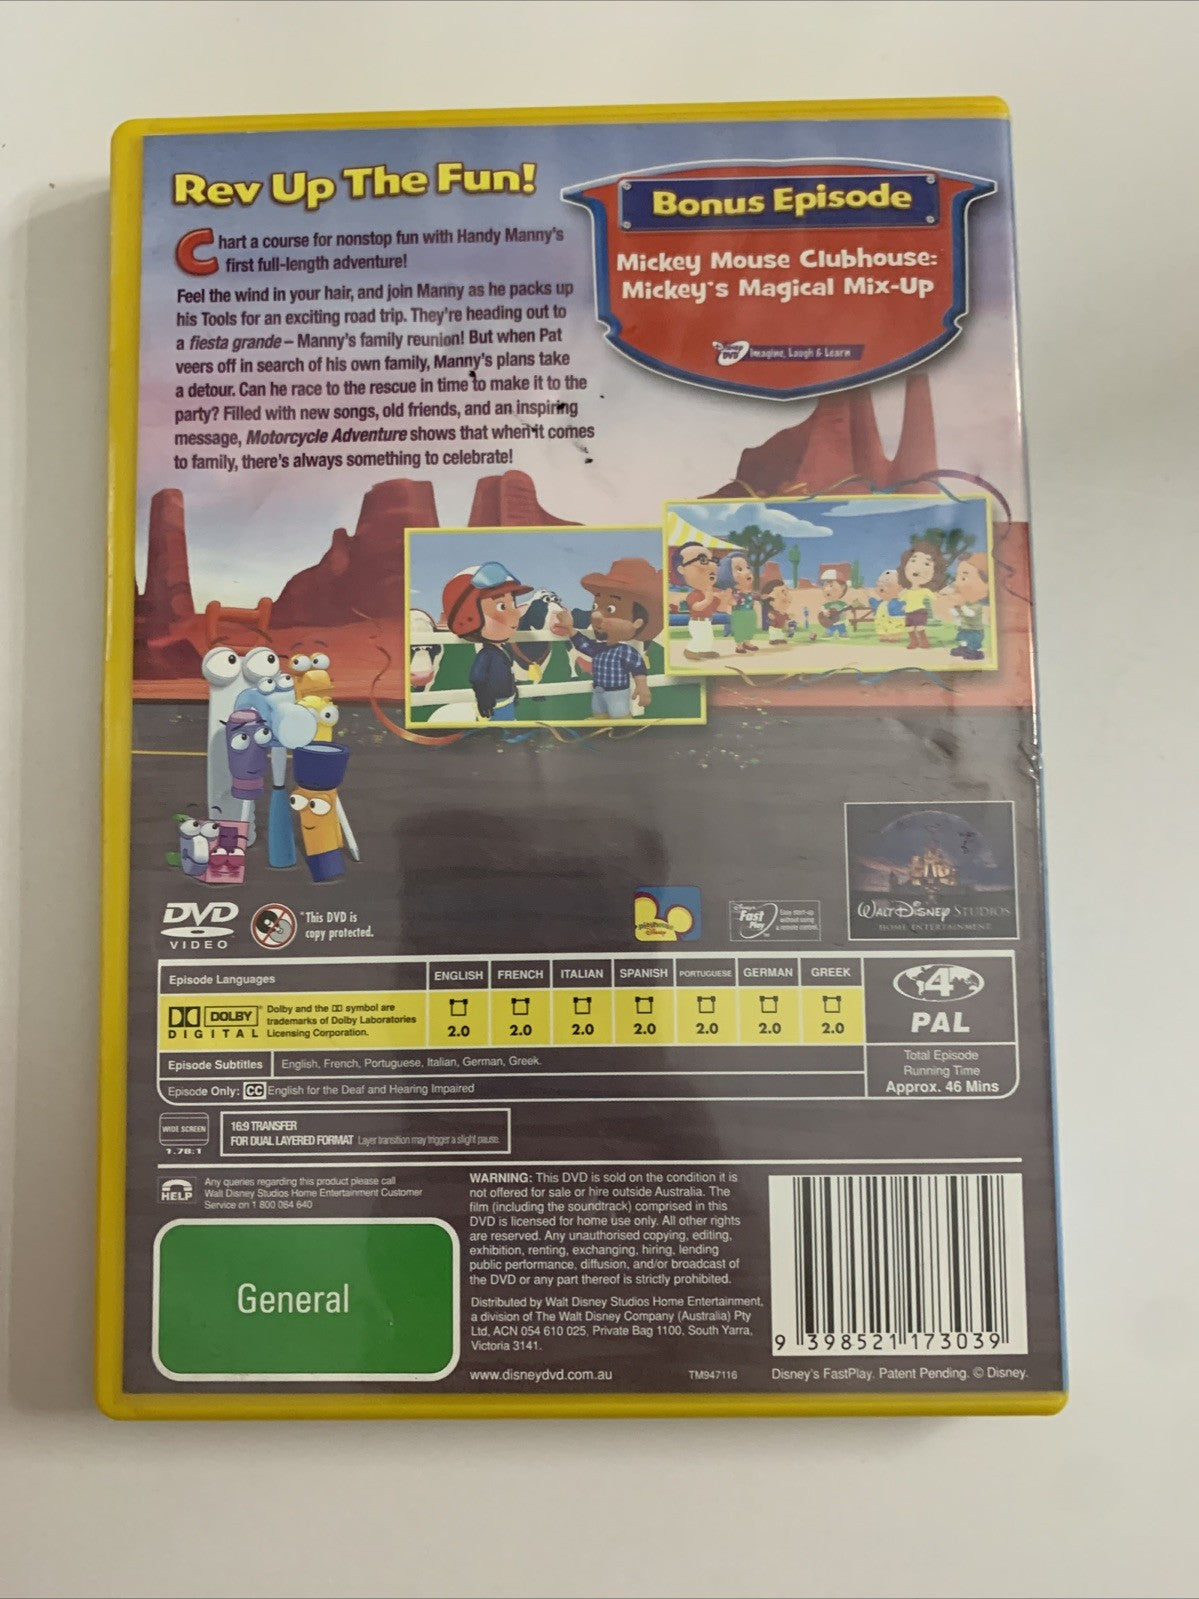 Rev Up The Fun!
Chart a course for nonstop fun with Handy Manny's
first full-length adventure!
Feel the wind in your hair, and join Manny as he packs up
his Tools for an exciting road trip. They're heading out to
a fiesta grande – Manny's family reunion! But when Pat
veers off in search of his own family, Manny's plans take
a detour. Can he race to the rescue in time to make it to the
party? Filled with new songs, old friends, and an inspiring
message, Motorcycle Adventure shows that when it comes
to family, there's always something to celebrate!
Bonus Episode
Mickey Mouse Clubhouse:
Mickey's Magical Mix-Up
Disney DVD Imagine, Laugh & Learn
DVD
VIDEO
*This DVD is
copy protected.
playhouse
Disney
Disney's
Fast
Play
Easy start-up
without using
a remote control.
WALT DISNEY STUDIOS
HOME ENTERTAINMENT
Episode Languages
ENGLISH FRENCH ITALIAN SPANISH PORTUGUESE GERMAN GREEK
DOLBY
DIGITAL
Dolby and the DD symbol are
trademarks of Dolby Laboratories
Licensing Corporation.
2.0 2.0 2.0 2.0 2.0 2.0 2.0
Episode Subtitles English, French, Portuguese, Italian, German, Greek.
Episode Only: CC English for the Deaf and Hearing Impaired
4
PAL
Total Episode
Running Time
Approx. 46 Mins
WIDE SCREEN
1.78:1
16:9 TRANSFER
FOR DUAL LAYERED FORMAT Layer transition may trigger a slight pause.
HELP
Any queries regarding this product please call
Walt Disney Studios Home Entertainment Customer
Service on 1 800 064 640
General
WARNING: This DVD is sold on the condition it is
not offered for sale or hire outside Australia. The
film (including the soundtrack) comprised in this
DVD is licensed for home use only. All other rights
are reserved. Any unauthorised copying, editing,
exhibition, renting, exchanging, hiring, lending
public performance, diffusion, and/or broadcast of
the DVD or any part thereof is strictly prohibited.
Distributed by Walt Disney Studios Home Entertainment,
a division of The Walt Disney Company (Australia) Pty
Ltd, ACN 054 610 025, Private Bag 1100, South Yarra,
Victoria 3141.
www.disneydvd.com.au
TM947116
9 398521 173039
Disney's FastPlay. Patent Pending. © Disney.